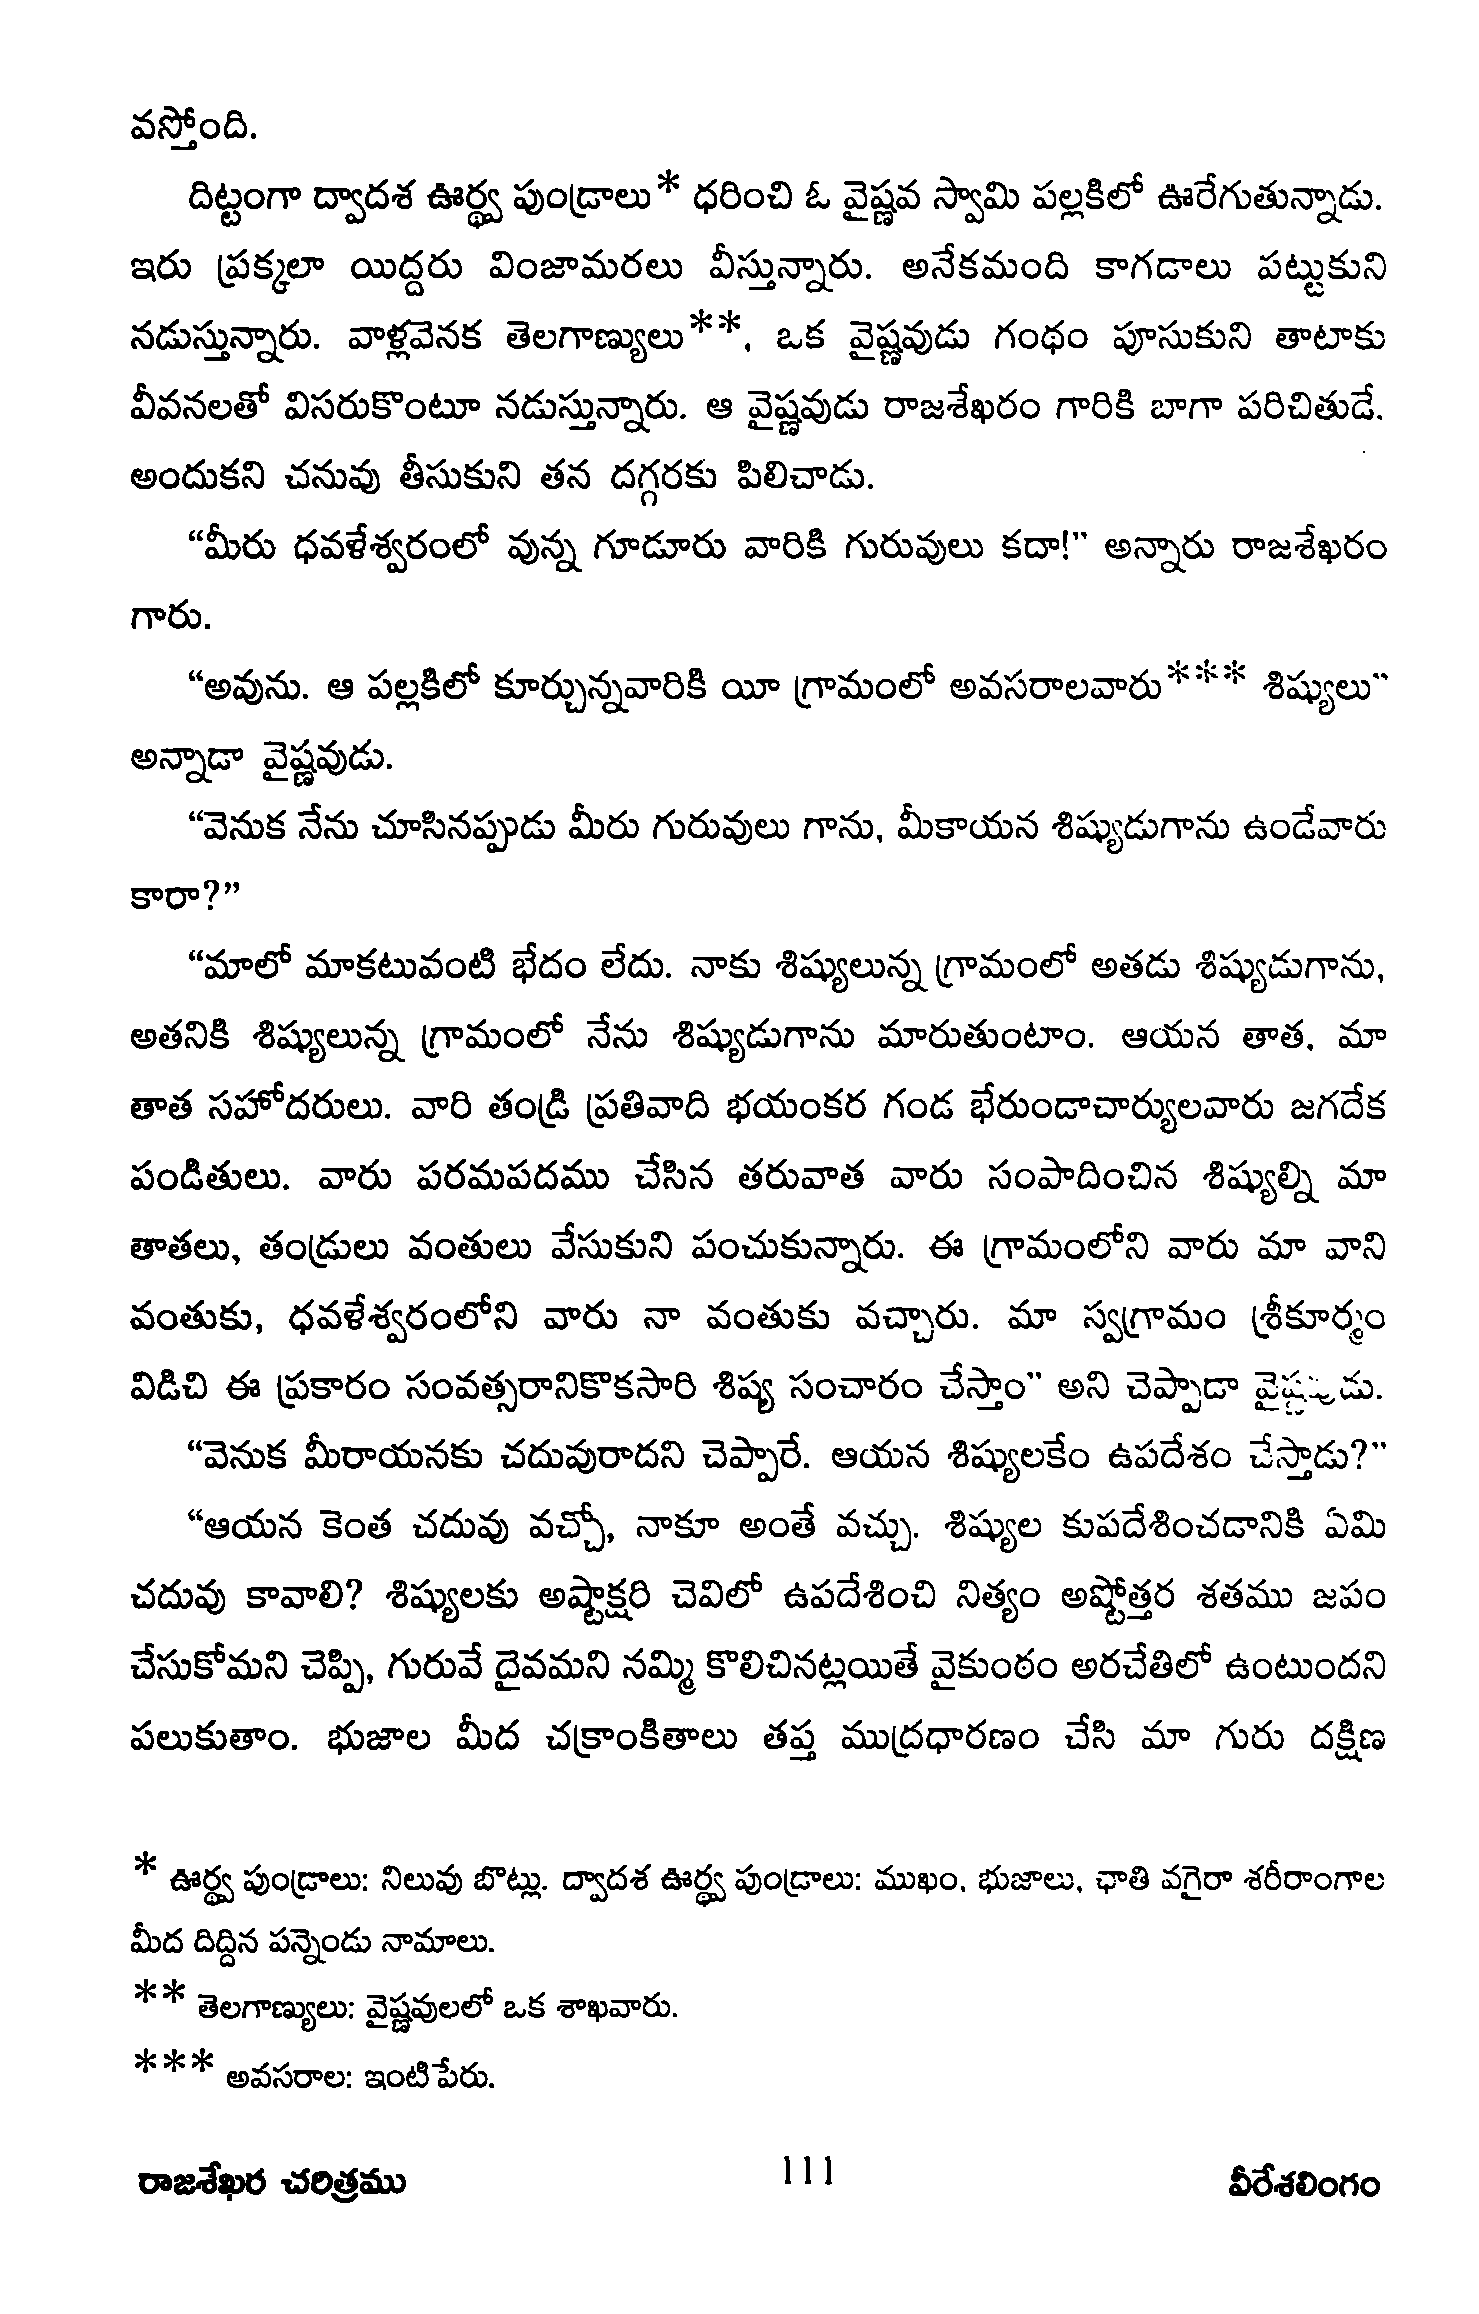 వస్తోంది.
దిట్టంగా ద్వాదశ ఊర్థ్వ పుండ్రాలు* ధరించి ఓ వైష్ణవ స్వామి పల్లకిలో ఊరేగుతున్నాడు.
ఇరు ప్రక్కలా యిద్దరు వింజామరలు వీస్తున్నారు. అనేకమంది కాగడాలు పట్టుకుని
నడుస్తున్నారు. వాళ్లవెనక తెలగాణ్యులు**, ఒక వైష్ణవుడు గంథం పూసుకుని తాటాకు
వీవనలతో విసరుకొంటూ నడుస్తున్నారు. ఆ వైష్ణవుడు రాజశేఖరం గారికి బాగా పరిచితుడే.
అందుకని చనువు తీసుకుని తన దగ్గరకు పిలిచాడు.
“మీరు ధవళేశ్వరంలో వున్న గూడూరు వారికి గురువులు కదా!” అన్నారు రాజశేఖరం
గారు.
“అవును. ఆ పల్లకిలో కూర్చున్నవారికి యీ గ్రామంలో అవసరాలవారు*** శిష్యులు”
అన్నాడా వైష్ణవుడు.
“వెనుక నేను చూసినప్పుడు మీరు గురువులు గాను, మీకాయన శిష్యుడుగాను ఉండేవారు
కారా?”
“మాలో మాకటువంటి భేదం లేదు. నాకు శిష్యులున్న గ్రామంలో అతడు శిష్యుడుగాను,
అతనికి శిష్యులున్న గ్రామంలో నేను శిష్యుడుగాను మారుతుంటాం. ఆయన తాత, మా
తాత సహోదరులు. వారి తండ్రి ప్రతివాది భయంకర గండ భేరుండాచార్యులవారు జగదేక
పండితులు. వారు పరమపదము చేసిన తరువాత వారు సంపాదించిన శిష్యుల్ని మా
తాతలు, తండ్రులు వంతులు వేసుకుని పంచుకున్నారు. ఈ గ్రామంలోని వారు మా వాని
వంతుకు, ధవళేశ్వరంలోని వారు నా వంతుకు వచ్చారు. మా స్వగ్రామం శ్రీకూర్మం
విడిచి ఈ ప్రకారం సంవత్సరానికొకసారి శిష్య సంచారం చేస్తాం” అని చెప్పాడా వైష్ణవుడు.
“వెనుక మీరాయనకు చదువురాదని చెప్పారే. ఆయన శిష్యులకేం ఉపదేశం చేస్తాడు?”
“ఆయన కెంత చదువు వచ్చో, నాకూ అంతే వచ్చు. శిష్యుల కుపదేశించడానికి ఏమి
చదువు కావాలి? శిష్యులకు అష్టాక్షరి చెవిలో ఉపదేశించి నిత్యం అష్టోత్తర శతము జపం
చేసుకోమని చెప్పి, గురువే దైవమని నమ్మి కొలిచినట్లయితే వైకుంఠం అరచేతిలో ఉంటుందని
పలుకుతాం. భుజాల మీద చక్రాంకితాలు తప్త ముద్రధారణం చేసి మా గురు దక్షిణ
* ఊర్థ్వ పుండ్రాలు: నిలువు బొట్లు. ద్వాదశ ఊర్థ్వ పుండ్రాలు: ముఖం, భుజాలు, ఛాతి వగైరా శరీరాంగాల
మీద దిద్దిన పన్నెండు నామాలు.
** తెలగాణ్యులు: వైష్ణవులలో ఒక శాఖవారు.
*** అవసరాల: ఇంటిపేరు.
రాజశేఖర చరిత్రము 111 వీరేశలింగం